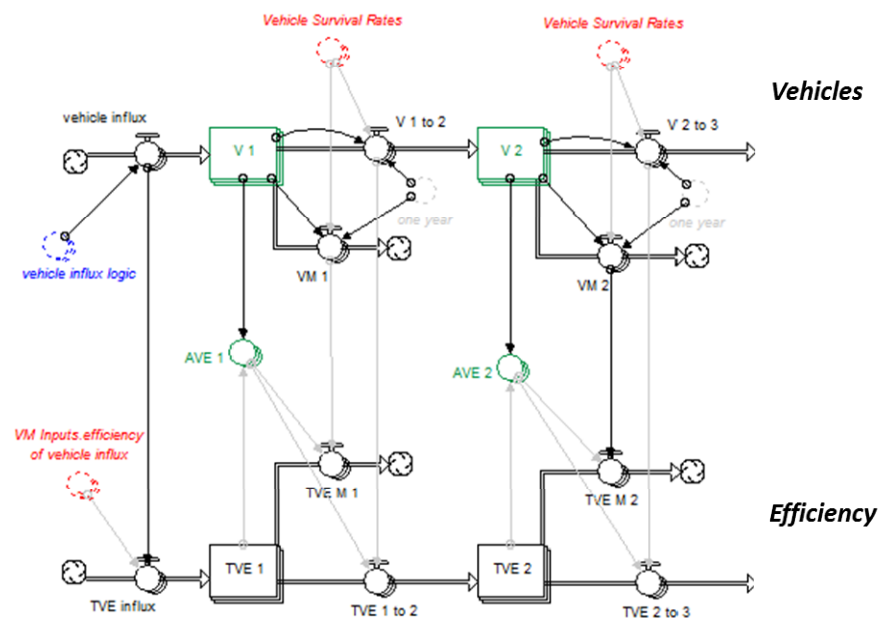 Vehicle Survival Rates
Vehicle Survival Rates
Vehicles
vehicle influx
V 1 to 2
V 2 to 3
V 1
V 2
one year
one year
vehicle influx logic
VM 1
VM 2
AVE 1
AVE 2
VM Inputs.efficiency
of vehicle influx
TVE M 1
TVE M 2
Efficiency
TVE 1
TVE 2
TVE influx
TVE 1 to 2
TVE 2 to 3